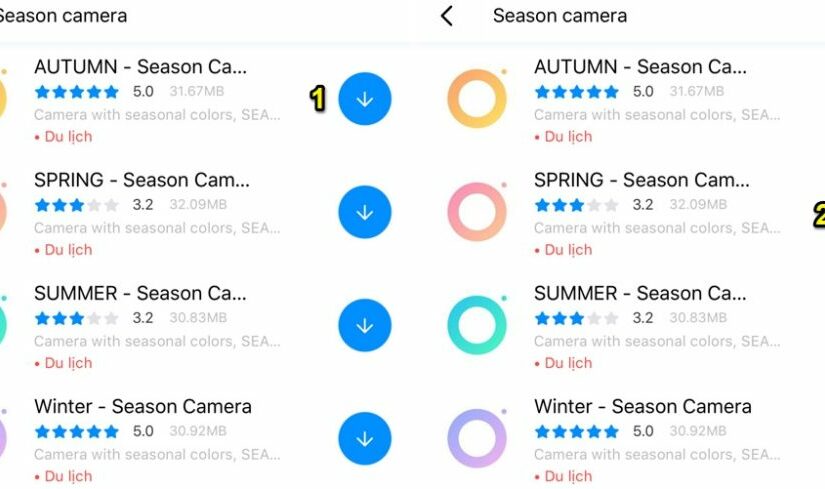 Season camera
AUTUMN - Season Ca...
5.0 31.67MB
Camera with seasonal colors, SEA...
• Du lịch
1
SPRING - Season Cam...
3.2 32.09MB
Camera with seasonal colors, SEA...
• Du lịch
SUMMER - Season Ca...
3.2 30.83MB
Camera with seasonal colors, SEA...
• Du lịch
Winter - Season Camera
5.0 30.92MB
Camera with seasonal colors, SEA...
• Du lịch
Season camera
AUTUMN - Season Ca...
5.0 31.67MB
Camera with seasonal colors, SEA...
• Du lịch
SPRING - Season Cam...
3.2 32.09MB
Camera with seasonal colors, SEA...
• Du lịch
2
SUMMER - Season Ca...
3.2 30.83MB
Camera with seasonal colors, SEA...
• Du lịch
Winter - Season Camera
5.0 30.92MB
Camera with seasonal colors, SEA...
• Du lịch